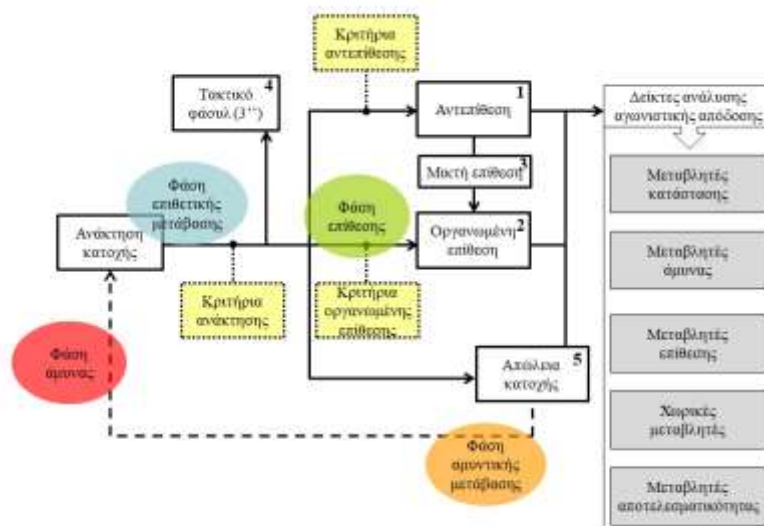 Κριτήρια
αντεπίθεσης
4
Τακτικό
φάουλ (3’’)
1
Αντεπίθεση
Δείκτες ανάλυσης
αγωνιστικής απόδοσης
3
Μικτή επίθεση
Μεταβλητές
κατάστασης
Φάση
επιθετικής
μετάβασης
Φάση
επίθεσης
2
Οργανωμένη
επίθεση
Ανάκτηση
κατοχής
Μεταβλητές
άμυνας
Κριτήρια
ανάκτησης
Κριτήρια
οργανωμένης
επίθεσης
Μεταβλητές
επίθεσης
Φάση
άμυνας
5
Απώλεια
κατοχής
Χωρικές
μεταβλητές
Φάση
αμυντικής
μετάβασης
Μεταβλητές
αποτελεσματικότητας